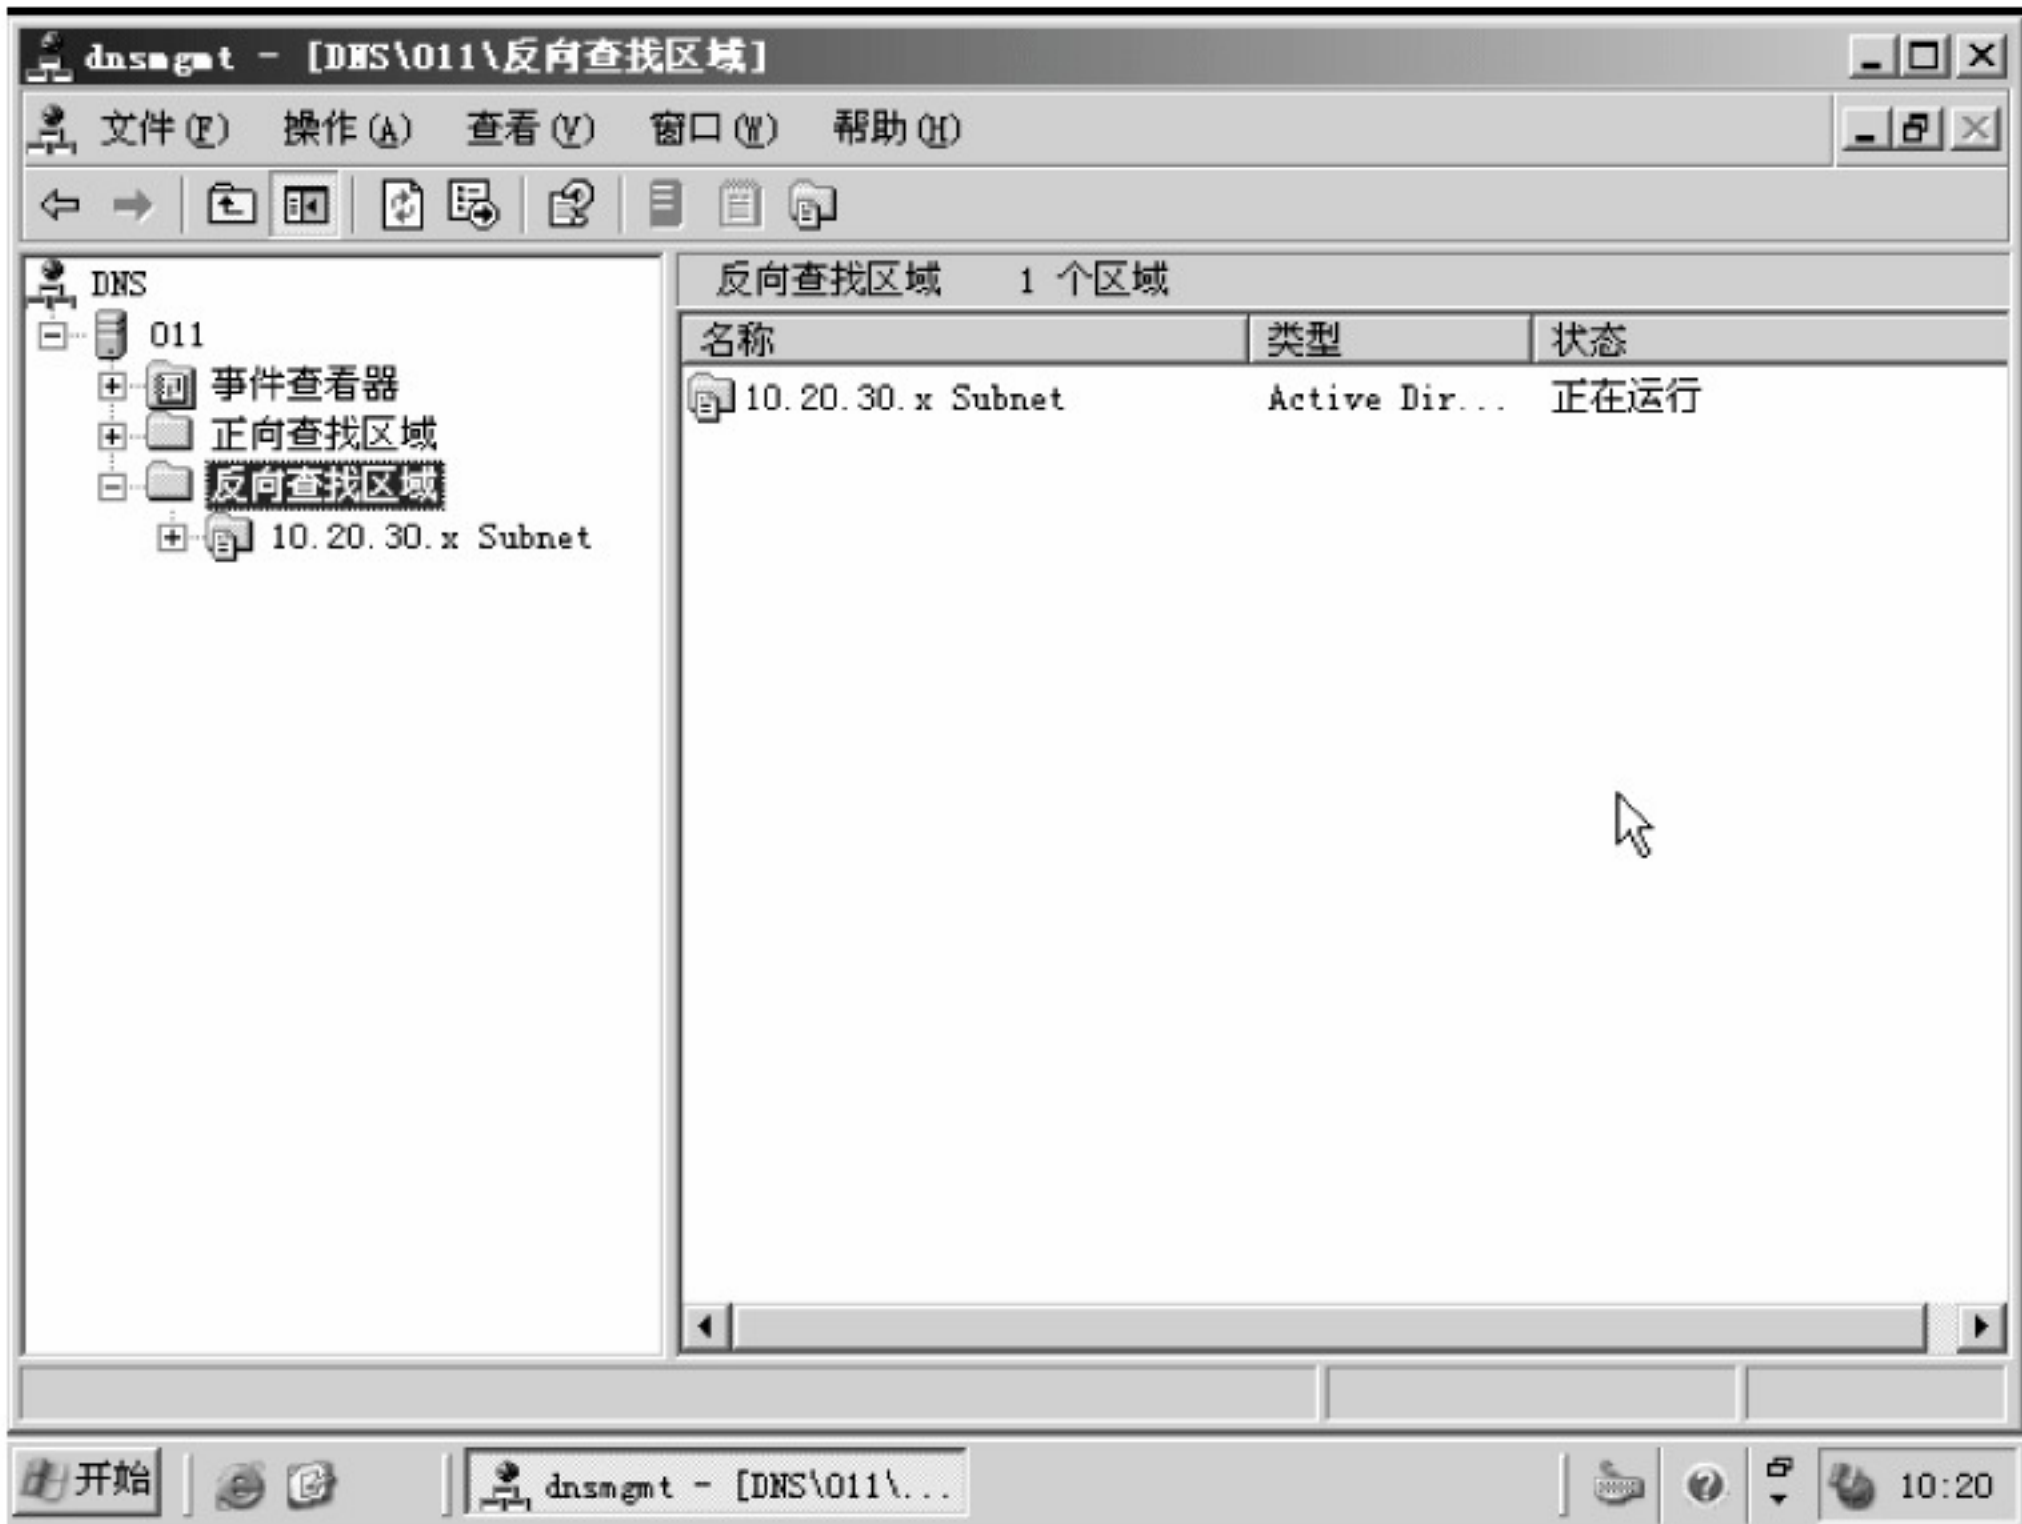 dnsmgmt - [DNS\011\反向查找区域]
文件(F) 操作(A) 查看(V) 窗口(W) 帮助(H)
DNS
011
事件查看器
正向查找区域
反向查找区域
10.20.30.x Subnet
反向查找区域 1 个区域
名称 类型 状态
10.20.30.x Subnet Active Dir... 正在运行
开始 dnsmgmt - [DNS\011\... 10:20